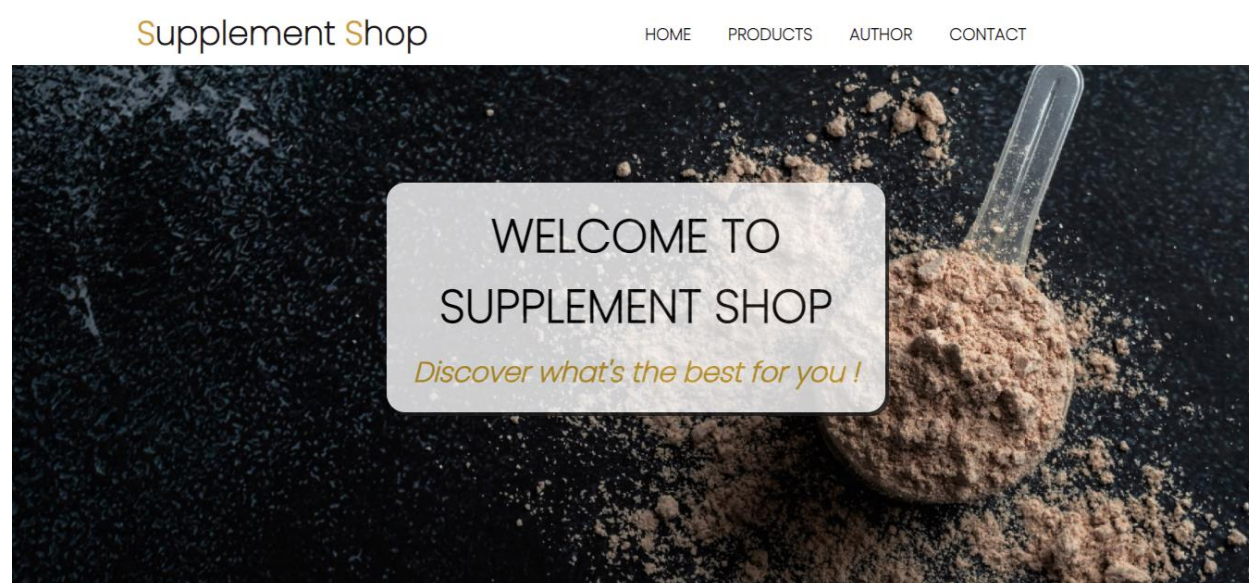 Supplement Shop
HOME PRODUCTS AUTHOR CONTACT
WELCOME TO
SUPPLEMENT SHOP
Discover what's the best for you !